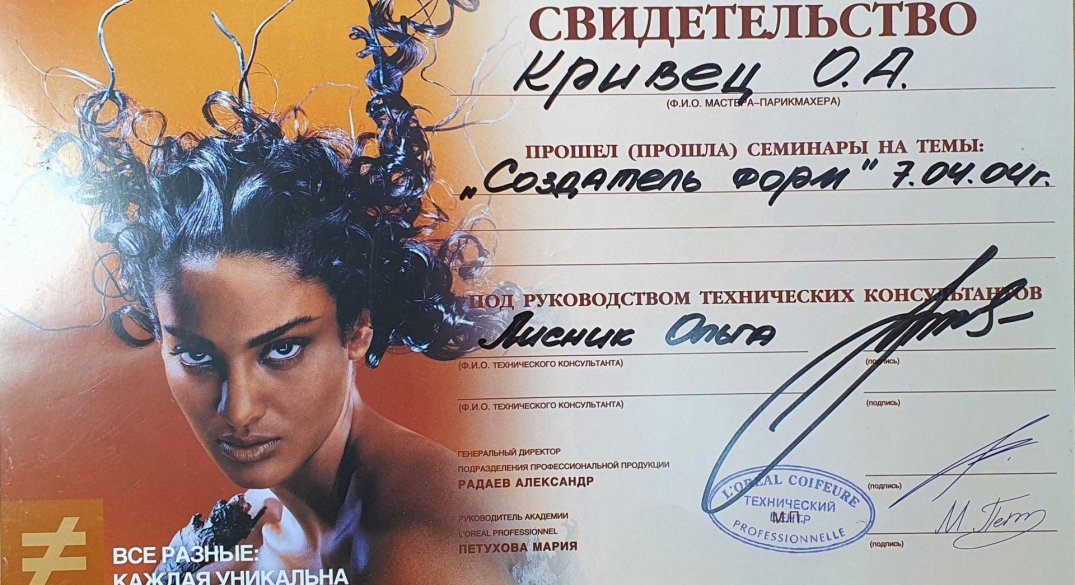 СВИДЕТЕЛЬСТВО
Кривец О.А.
(Ф.И.О. МАСТЕРА-ПАРИКМАХЕРА)
ПРОШЕЛ (ПРОШЛА) СЕМИНАРЫ НА ТЕМЫ:
„Создатель форм" 7.04.04г.
ПОД РУКОВОДСТВОМ ТЕХНИЧЕСКИХ КОНСУЛЬТАНТОВ
Лисник Ольга
(Ф.И.О. ТЕХНИЧЕСКОГО КОНСУЛЬТАНТА) (подпись)
(Ф.И.О. ТЕХНИЧЕСКОГО КОНСУЛЬТАНТА) (подпись)
ГЕНЕРАЛЬНЫЙ ДИРЕКТОР
ПОДРАЗДЕЛЕНИЯ ПРОФЕССИОНАЛЬНОЙ ПРОДУКЦИИ
РАДАЕВ АЛЕКСАНДР
(подпись)
L'OREAL COIFEURE
ТЕХНИЧЕСКИЙ
ЦЕНТР
М.П.
PROFESSIONNELLE
РУКОВОДИТЕЛЬ АКАДЕМИИ
L'OREAL PROFESSIONNEL
ПЕТУХОВА МАРИЯ
(подпись)
≠
ВСЕ РАЗНЫЕ:
КАЖДАЯ УНИКАЛЬНА